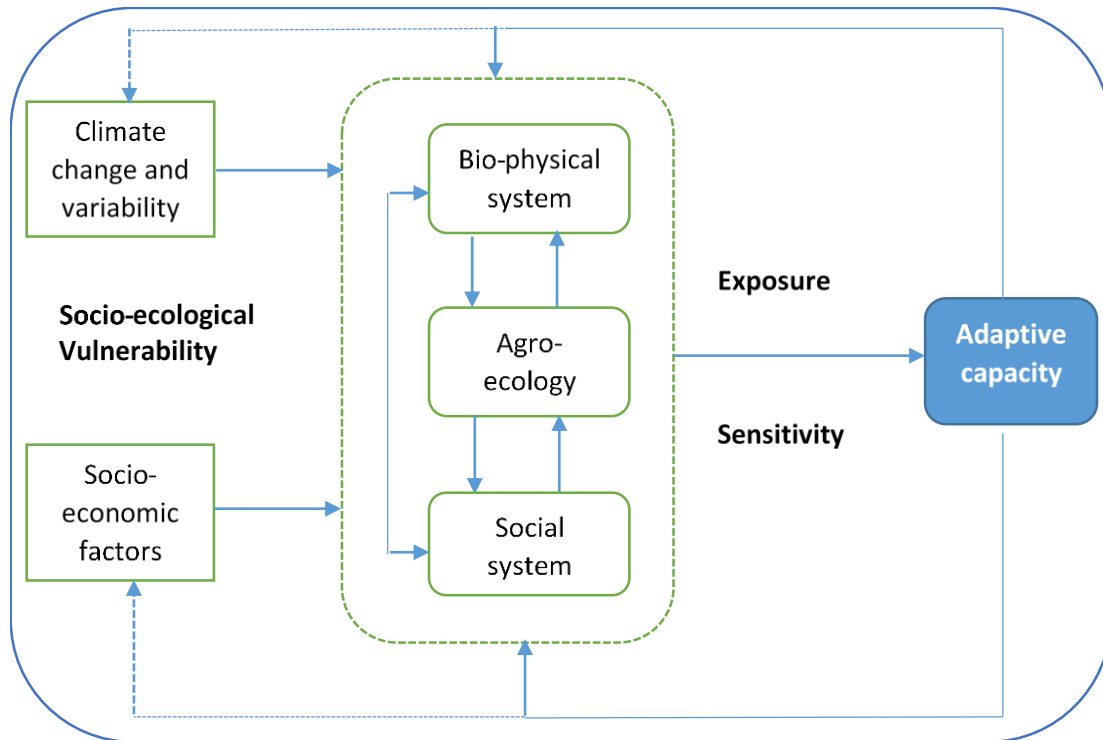 Climate
change and
variability
Bio-physical
system
Exposure
Socio-ecological
Vulnerability
Agro-
ecology
Adaptive
capacity
Sensitivity
Socio-
economic
factors
Social
system